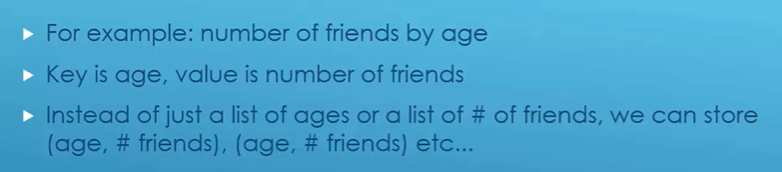 For example: number of friends by age
Key is age, value is number of friends
Instead of just a list of ages or a list of # of friends, we can store
(age, # friends), (age, # friends) etc...